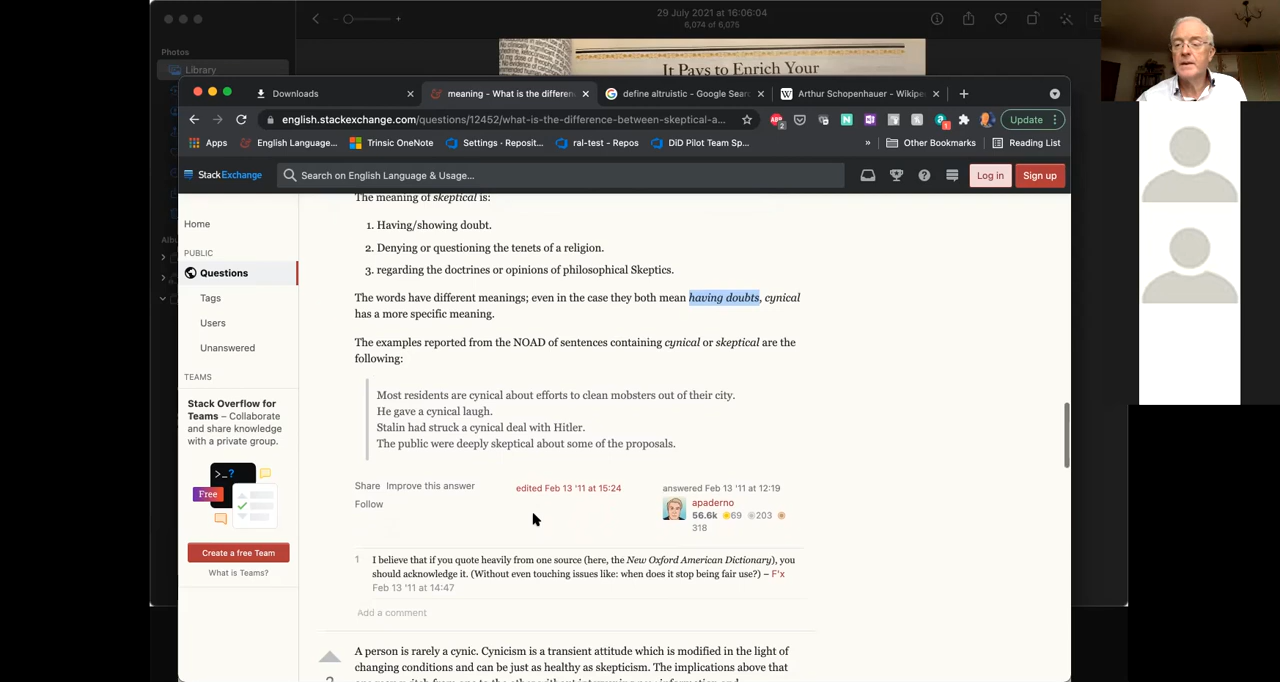 29 July 2021 at 16:06:04
6,074 of 6,075
Photos
Library
It Pays to Enrich Your
Downloads
meaning - What is the differen
define altruistic - Google Sear
Arthur Schopenhauer - Wikipe
english.stackexchange.com/questions/12452/what-is-the-difference-between-skeptical-a...
Update
Apps
English Language...
Trinsic OneNote
Settings · Reposit...
ral-test - Repos
DiD Pilot Team Sp...
»
Other Bookmarks
Reading List
StackExchange
Search on English Language & Usage...
Log in
Sign up
Home
PUBLIC
Questions
Tags
Users
Unanswered
TEAMS
Stack Overflow for
Teams – Collaborate
and share knowledge
with a private group.
>_?
Free
Create a free Team
What is Teams?
The meaning of skeptical is:
1. Having/showing doubt.
2. Denying or questioning the tenets of a religion.
3. regarding the doctrines or opinions of philosophical Skeptics.
The words have different meanings; even in the case they both mean having doubts, cynical
has a more specific meaning.
The examples reported from the NOAD of sentences containing cynical or skeptical are the
following:
Most residents are cynical about efforts to clean mobsters out of their city.
He gave a cynical laugh.
Stalin had struck a cynical deal with Hitler.
The public were deeply skeptical about some of the proposals.
Share Improve this answer
Follow
edited Feb 13 '11 at 15:24
answered Feb 13 '11 at 12:19
apaderno
56.6k 69 203
318
1 I believe that if you quote heavily from one source (here, the New Oxford American Dictionary), you
should acknowledge it. (Without even touching issues like: when does it stop being fair use?) – F'x
Feb 13 '11 at 14:47
Add a comment
A person is rarely a cynic. Cynicism is a transient attitude which is modified in the light of
changing conditions and can be just as healthy as skepticism. The implications above that